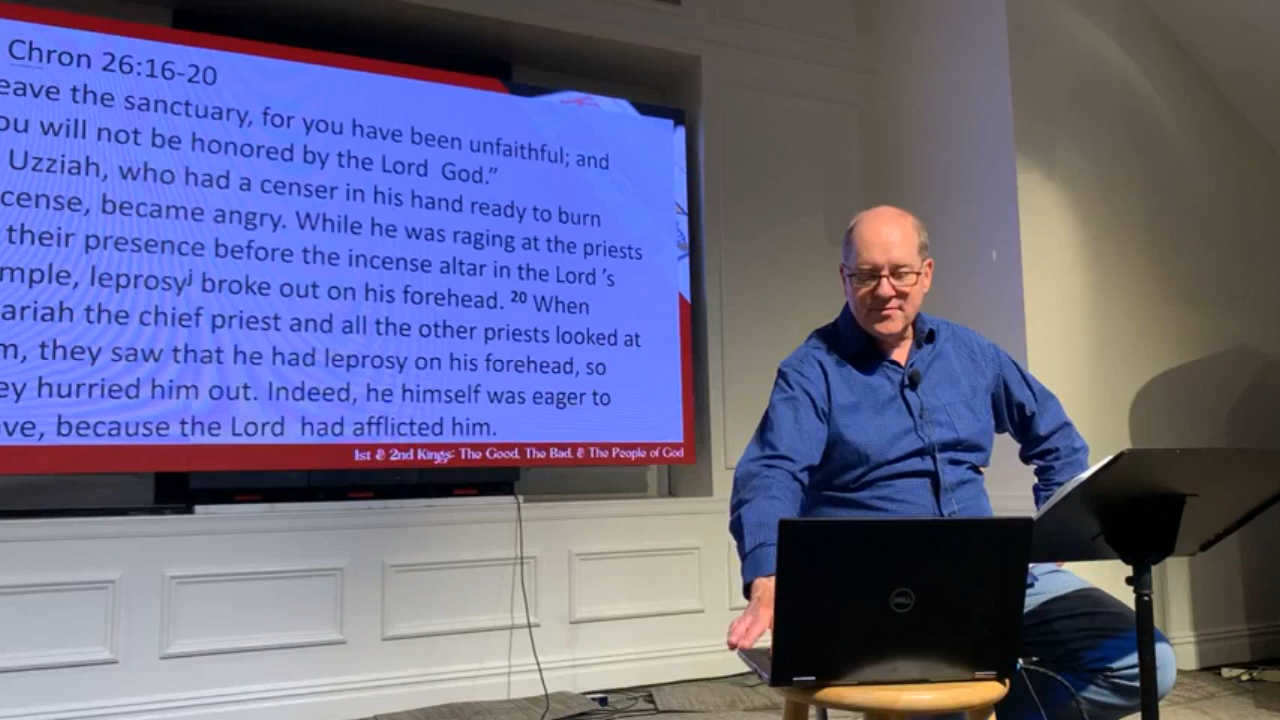 Chron 26:16-20
eave the sanctuary, for you have been unfaithful; and
ou will not be honored by the Lord God.”
Uzziah, who had a censer in his hand ready to burn
cense, became angry. While he was raging at the priests
their presence before the incense altar in the Lord ’s
mple, leprosyj broke out on his forehead. 20 When
ariah the chief priest and all the other priests looked at
m, they saw that he had leprosy on his forehead, so
ey hurried him out. Indeed, he himself was eager to
ve, because the Lord had afflicted him.
1st & 2nd Kings: The Good, The Bad, & The People of God
DELL